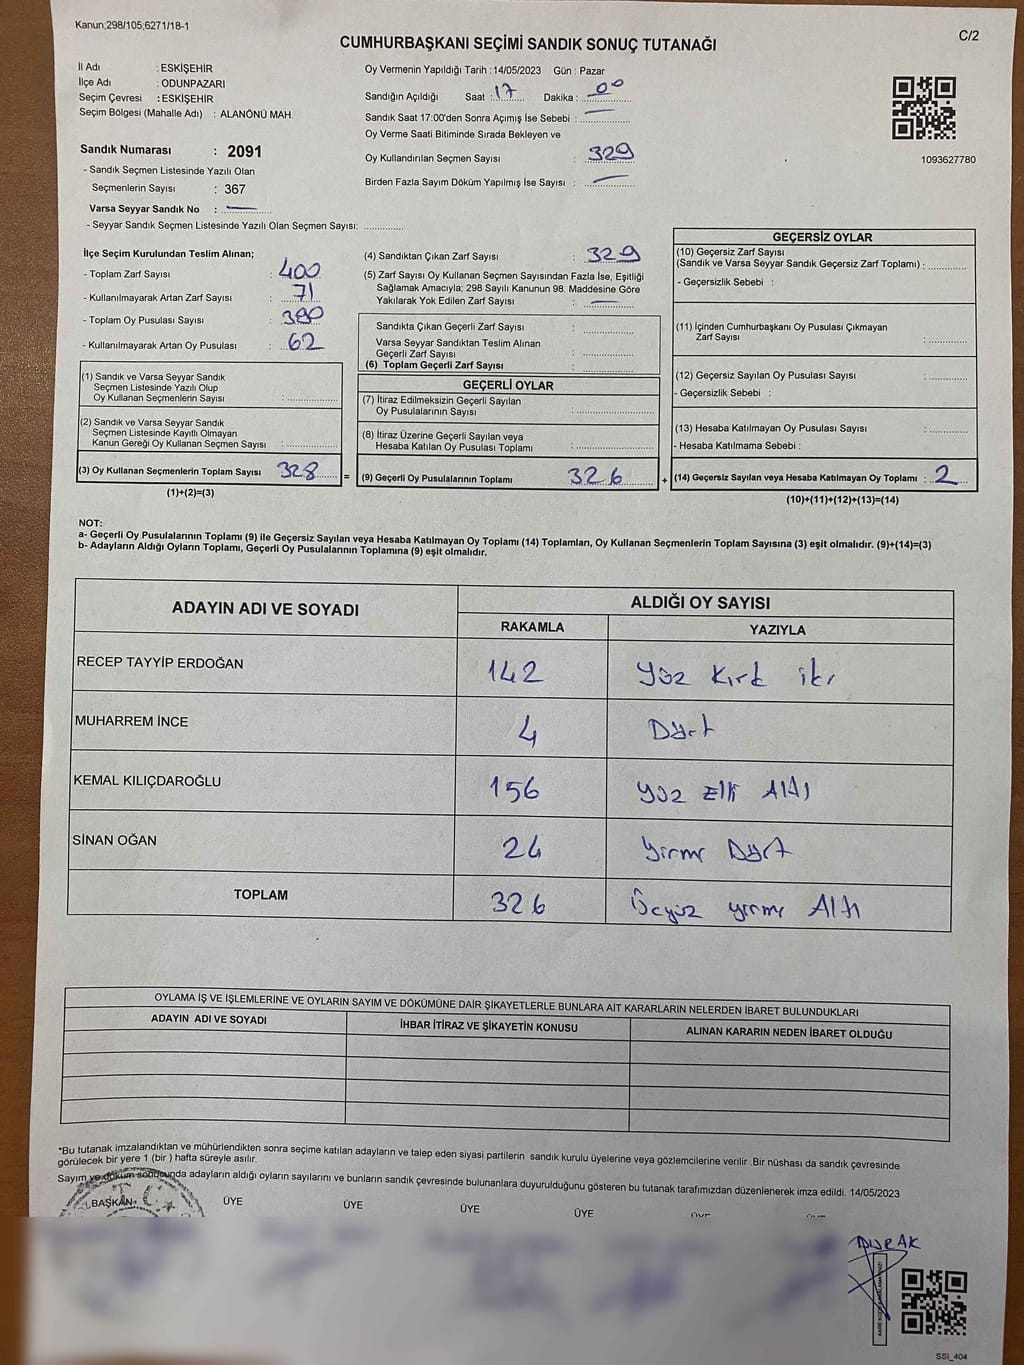 Kanun;298/105;6271/18-1
C/2
CUMHURBAŞKANI SEÇİMİ SANDIK SONUÇ TUTANAĞI
İl Adı : ESKİŞEHİR
İlçe Adı : ODUNPAZARI
Seçim Çevresi : ESKİŞEHİR
Seçim Bölgesi (Mahalle Adı) : ALANÖNÜ MAH.
Sandık Numarası : 2091
- Sandık Seçmen Listesinde Yazılı Olan
Seçmenlerin Sayısı : 367
Varsa Seyyar Sandık No :
- Seyyar Sandık Seçmen Listesinde Yazılı Olan Seçmen Sayısı:
Oy Vermenin Yapıldığı Tarih :14/05/2023 Gün : Pazar
Sandığın Açıldığı Saat : 17 Dakika : 00
Sandık Saat 17:00'den Sonra Açımış İse Sebebi :
Oy Verme Saati Bitiminde Sırada Bekleyen ve
Oy Kullandırılan Seçmen Sayısı : 329
Birden Fazla Sayım Döküm Yapılmış İse Sayısı :
1093627780
İlçe Seçim Kurulundan Teslim Alınan;
- Toplam Zarf Sayısı : 400
- Kullanılmayarak Artan Zarf Sayısı : 71
- Toplam Oy Pusulası Sayısı : 390
- Kullanılmayarak Artan Oy Pusulası : 62
(1) Sandık ve Varsa Seyyar Sandık
Seçmen Listesinde Yazılı Olup
Oy Kullanan Seçmenlerin Sayısı :
(2) Sandık ve Varsa Seyyar Sandık
Seçmen Listesinde Kayıtlı Olmayan
Kanun Gereği Oy Kullanan Seçmen Sayısı :
(3) Oy Kullanan Seçmenlerin Toplam Sayısı 328 =
(1)+(2)=(3)
(4) Sandıktan Çıkan Zarf Sayısı : 329
(5) Zarf Sayısı Oy Kullanan Seçmen Sayısından Fazla İse, Eşitliği
Sağlamak Amacıyla; 298 Sayılı Kanunun 98. Maddesine Göre
Yakılarak Yok Edilen Zarf Sayısı :
Sandıkta Çıkan Geçerli Zarf Sayısı :
Varsa Seyyar Sandıktan Teslim Alınan
Geçerli Zarf Sayısı :
(6) Toplam Geçerli Zarf Sayısı :
GEÇERLİ OYLAR
(7) İtiraz Edilmeksizin Geçerli Sayılan
Oy Pusulalarının Sayısı :
(8) İtiraz Üzerine Geçerli Sayılan veya
Hesaba Katılan Oy Pusulası Toplamı :
(9) Geçerli Oy Pusulalarının Toplamı 326 +
GEÇERSİZ OYLAR
(10) Geçersiz Zarf Sayısı
(Sandık ve Varsa Seyyar Sandık Geçersiz Zarf Toplamı) :
- Geçersizlik Sebebi :
(11) İçinden Cumhurbaşkanı Oy Pusulası Çıkmayan
Zarf Sayısı :
(12) Geçersiz Sayılan Oy Pusulası Sayısı :
- Geçersizlik Sebebi :
(13) Hesaba Katılmayan Oy Pusulası Sayısı :
- Hesaba Katılmama Sebebi :
(14) Geçersiz Sayılan veya Hesaba Katılmayan Oy Toplamı : 2
(10)+(11)+(12)+(13)=(14)
NOT:
a- Geçerli Oy Pusulalarının Toplamı (9) ile Geçersiz Sayılan veya Hesaba Katılmayan Oy Toplamı (14) Toplamları, Oy Kullanan Seçmenlerin Toplam Sayısına (3) eşit olmalıdır. (9)+(14)=(3)
b- Adayların Aldığı Oyların Toplamı, Geçerli Oy Pusulalarının Toplamına (9) eşit olmalıdır.
ADAYIN ADI VE SOYADI ALDIĞI OY SAYISI
RAKAMLA YAZIYLA
RECEP TAYYİP ERDOĞAN 142 Yüz Kırk iki
MUHARREM İNCE 4 Dört
KEMAL KILIÇDAROĞLU 156 Yüz Elli Altı
SİNAN OĞAN 24 Yirmi Dört
TOPLAM 326 Üçyüz yirmi Altı
OYLAMA İŞ VE İŞLEMLERİNE VE OYLARIN SAYIM VE DÖKÜMÜNE DAİR ŞİKAYETLERLE BUNLARA AİT KARARLARIN NELERDEN İBARET BULUNDUKLARI
ADAYIN ADI VE SOYADI İHBAR İTİRAZ VE ŞİKAYETİN KONUSU ALINAN KARARIN NEDEN İBARET OLDUĞU
*Bu tutanak imzalandıktan ve mühürlendikten sonra seçime katılan adayların ve talep eden siyasi partilerin sandık kurulu üyelerine veya gözlemcilerine verilir .Bir nüshası da sandık çevresinde
görülecek bir yere 1 (bir ) hafta süreyle asılır.
Sayım ve döküm sonucunda adayların aldığı oyların sayılarını ve bunların sandık çevresinde bulunanlara duyurulduğunu gösteren bu tutanak tarafımızdan düzenlenerek imza edildi. 14/05/2023
BAŞKAN ÜYE ÜYE ÜYE ÜYE
DURAK
SSI_404